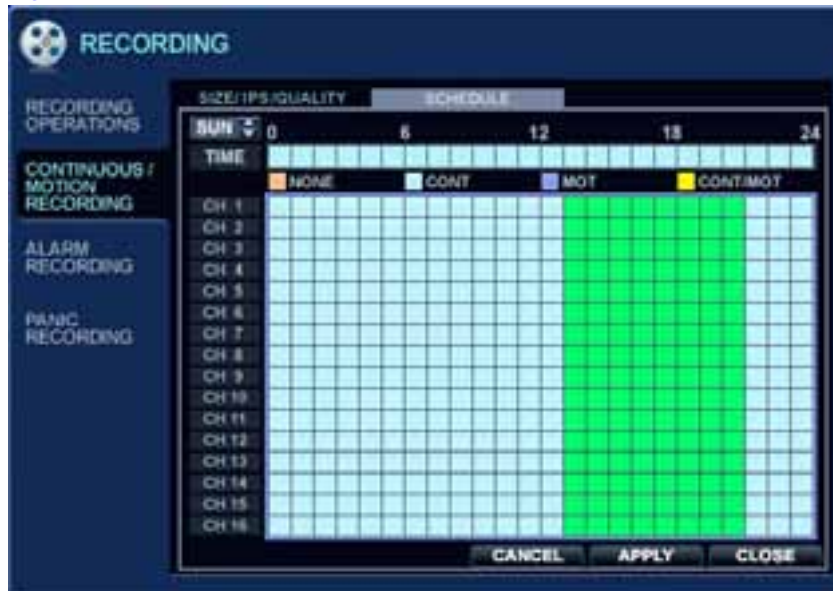 RECORDING
RECORDING OPERATIONS
CONTINUOUS / MOTION RECORDING
ALARM RECORDING
PANIC RECORDING
SIZE/IPS/QUALITY SCHEDULE
SUN 0 6 12 18 24
TIME
NONE CONT MOT CONT/MOT
CH 1
CH 2
CH 3
CH 4
CH 5
CH 6
CH 7
CH 8
CH 9
CH 10
CH 11
CH 12
CH 13
CH 14
CH 15
CH 16
CANCEL APPLY CLOSE